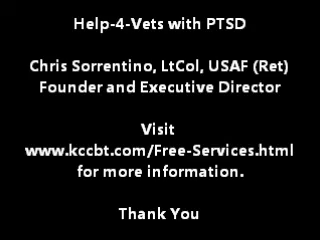 Help-4-Vets with PTSD
Chris Sorrentino, LtCol, USAF (Ret)
Founder and Executive Director
Visit
www.kccbt.com/Free-Services.html
for more information.
Thank You